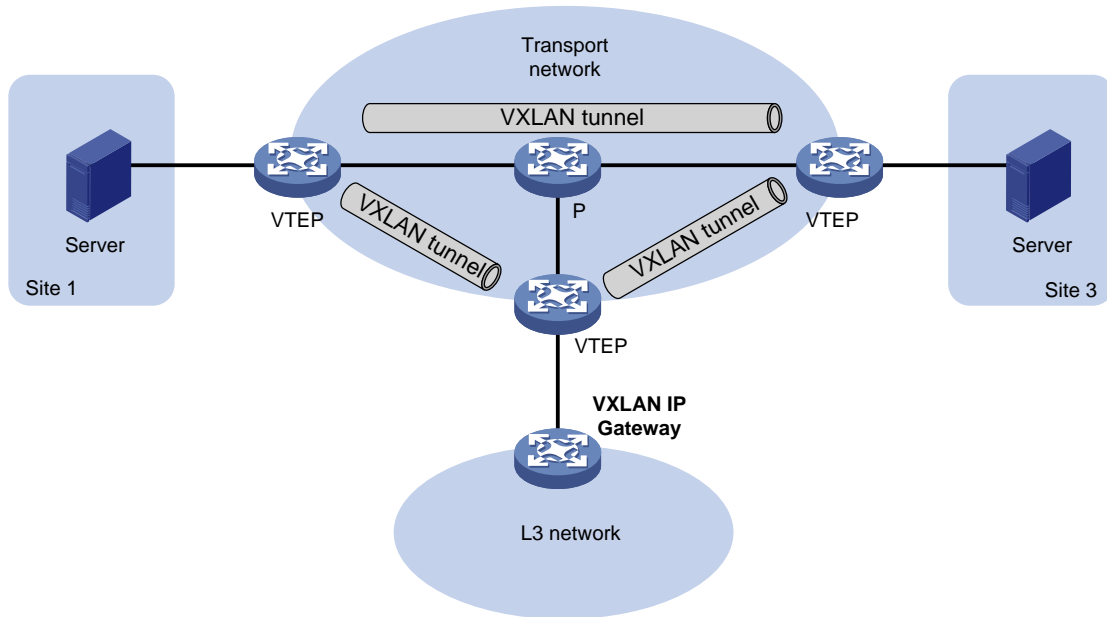 Transport
network
VXLAN tunnel
VTEP
P
VTEP
Server
Server
VXLAN tunnel
VXLAN tunnel
Site 1
Site 3
VTEP
VXLAN IP
Gateway
L3 network